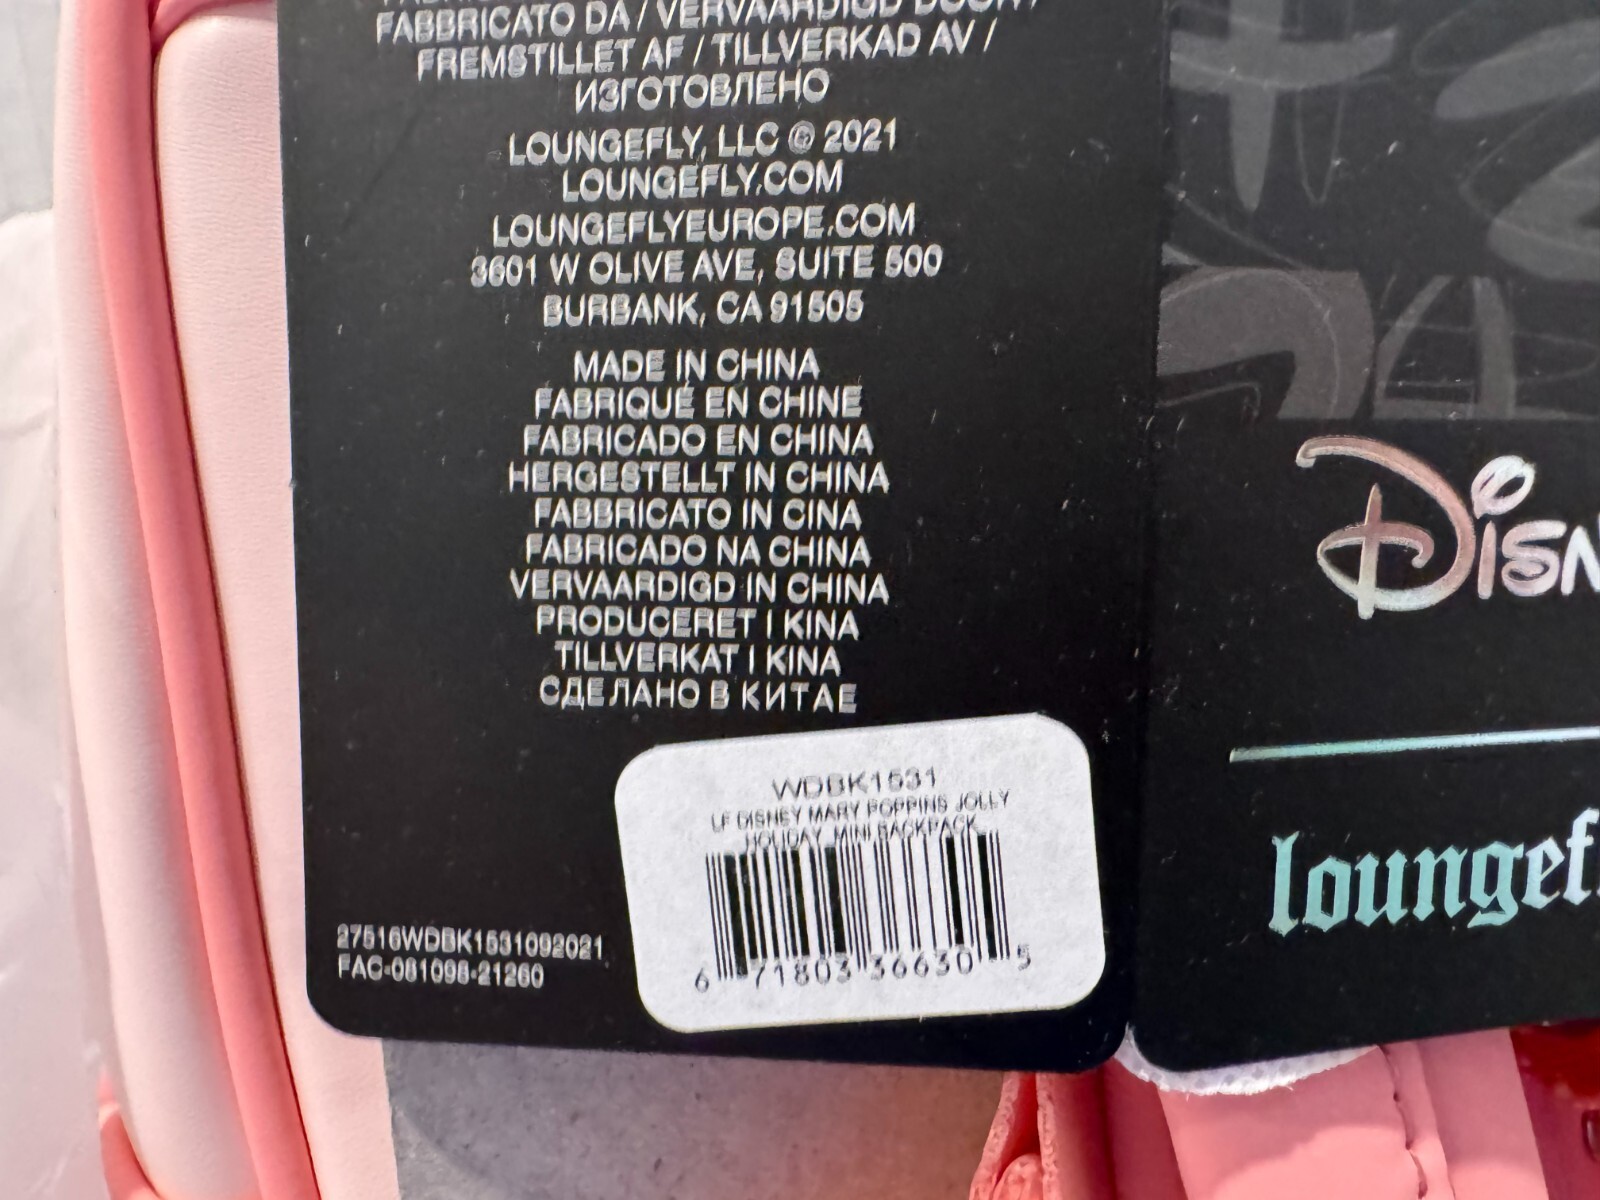 FABBRICATO DA / VERVAARDIGD DOOR /
FREMSTILLET AF / TILLVERKAD AV /
ИЗГОТОВЛЕНО
LOUNGEFLY, LLC © 2021
LOUNGEFLY.COM
LOUNGEFLYEUROPE.COM
3601 W OLIVE AVE, SUITE 500
BURBANK, CA 91505
MADE IN CHINA
FABRIQUÉ EN CHINE
FABRICADO EN CHINA
HERGESTELLT IN CHINA
FABBRICATO IN CINA
FABRICADO NA CHINA
VERVAARDIGD IN CHINA
PRODUCERET I KINA
TILLVERKAT I KINA
СДЕЛАНО В КИТАЕ
WDBK1531
LF DISNEY MARY POPPINS JOLLY
HOLIDAY MINI BACKPACK
6 71803 36630 5
27516WDBK1531092021
FAC-081098-21260
DISN
loungef